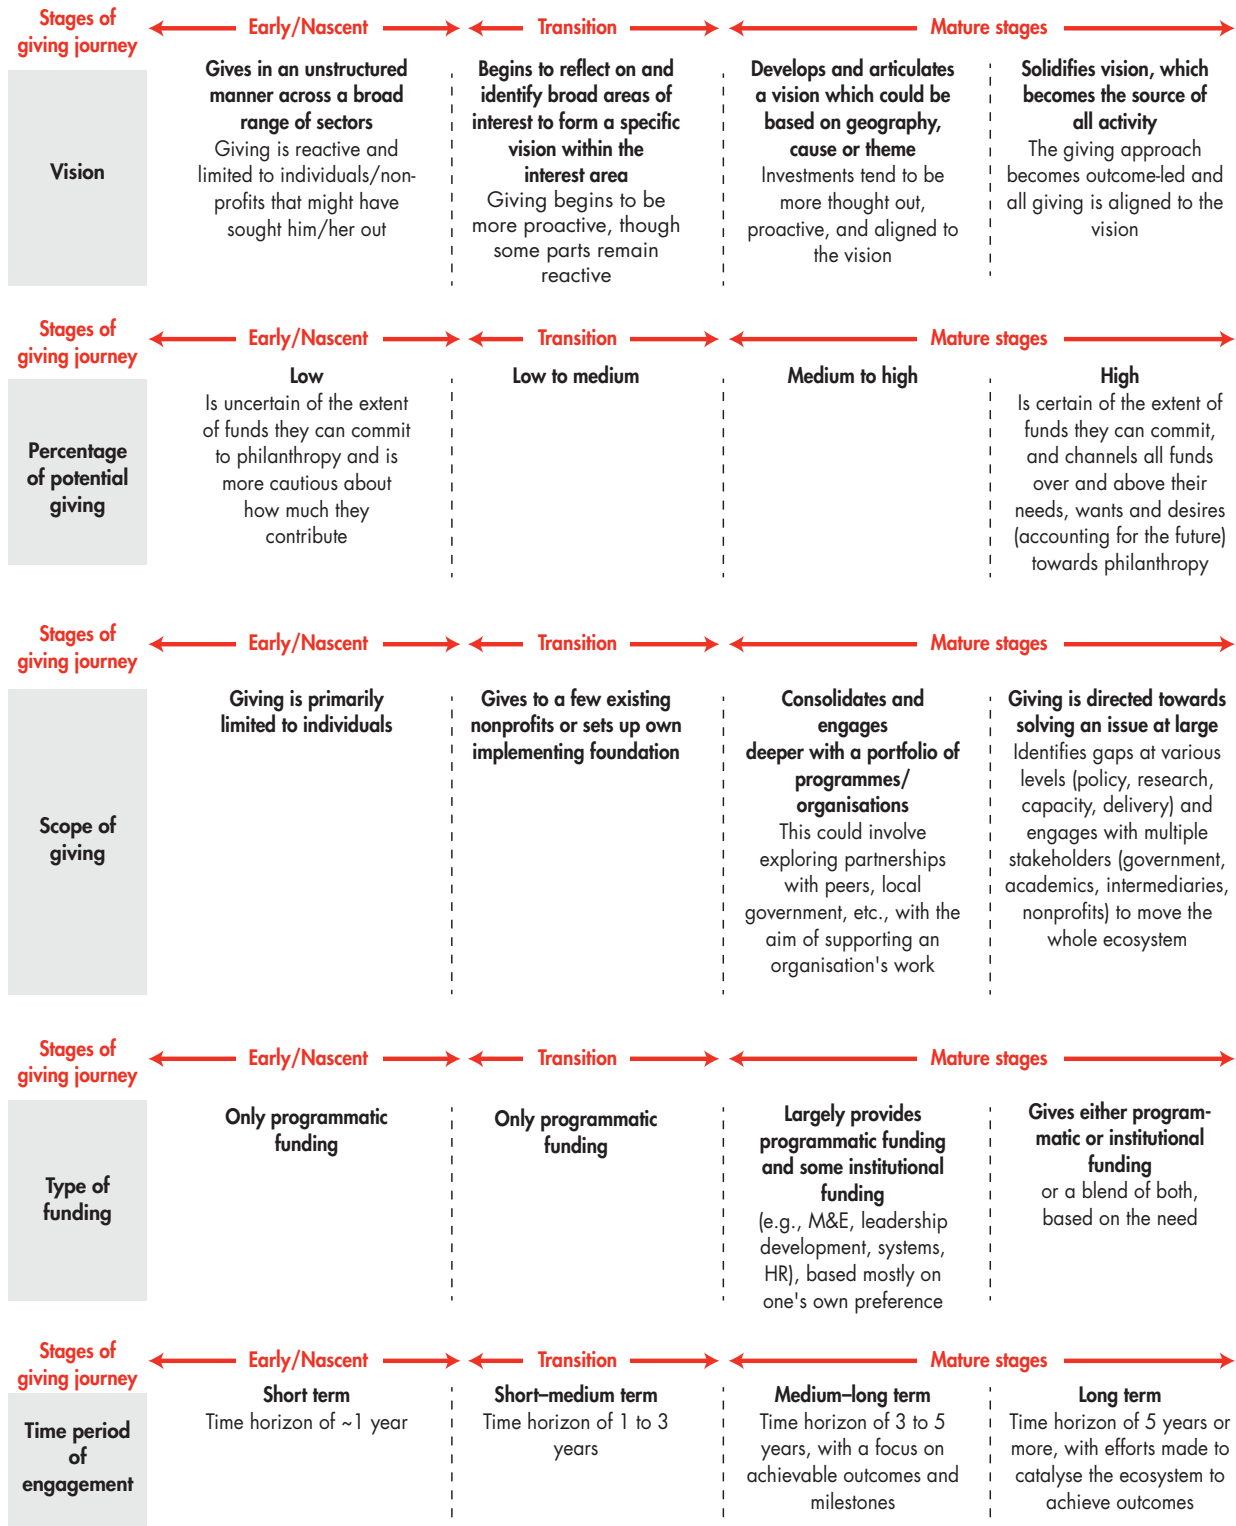 Stages of
giving journey
Early/Nascent
Transition
Mature stages
Vision
Gives in an unstructured
manner across a broad
range of sectors
Giving is reactive and
limited to individuals/non-
profits that might have
sought him/her out
Begins to reflect on and
identify broad areas of
interest to form a specific
vision within the
interest area
Giving begins to be
more proactive, though
some parts remain
reactive
Develops and articulates
a vision which could be
based on geography,
cause or theme
Investments tend to be
more thought out,
proactive, and aligned to
the vision
Solidifies vision, which
becomes the source of
all activity
The giving approach
becomes outcome-led and
all giving is aligned to the
vision
Stages of
giving journey
Early/Nascent
Transition
Mature stages
Percentage
of potential
giving
Low
Is uncertain of the extent
of funds they can commit
to philanthropy and is
more cautious about
how much they
contribute
Low to medium
Medium to high
High
Is certain of the extent of
funds they can commit,
and channels all funds
over and above their
needs, wants and desires
(accounting for the future)
towards philanthropy
Stages of
giving journey
Early/Nascent
Transition
Mature stages
Scope of
giving
Giving is primarily
limited to individuals
Gives to a few existing
nonprofits or sets up own
implementing foundation
Consolidates and
engages
deeper with a portfolio of
programmes/
organisations
This could involve
exploring partnerships
with peers, local
government, etc., with the
aim of supporting an
organisation's work
Giving is directed towards
solving an issue at large
Identifies gaps at various
levels (policy, research,
capacity, delivery) and
engages with multiple
stakeholders (government,
academics, intermediaries,
nonprofits) to move the
whole ecosystem
Stages of
giving journey
Early/Nascent
Transition
Mature stages
Type of
funding
Only programmatic
funding
Only programmatic
funding
Largely provides
programmatic funding
and some institutional
funding
(e.g., M&E, leadership
development, systems,
HR), based mostly on
one's own preference
Gives either program-
matic or institutional
funding
or a blend of both,
based on the need
Stages of
giving journey
Early/Nascent
Transition
Mature stages
Time period
of
engagement
Short term
Time horizon of ~1 year
Short–medium term
Time horizon of 1 to 3
years
Medium–long term
Time horizon of 3 to 5
years, with a focus on
achievable outcomes and
milestones
Long term
Time horizon of 5 years or
more, with efforts made to
catalyse the ecosystem to
achieve outcomes